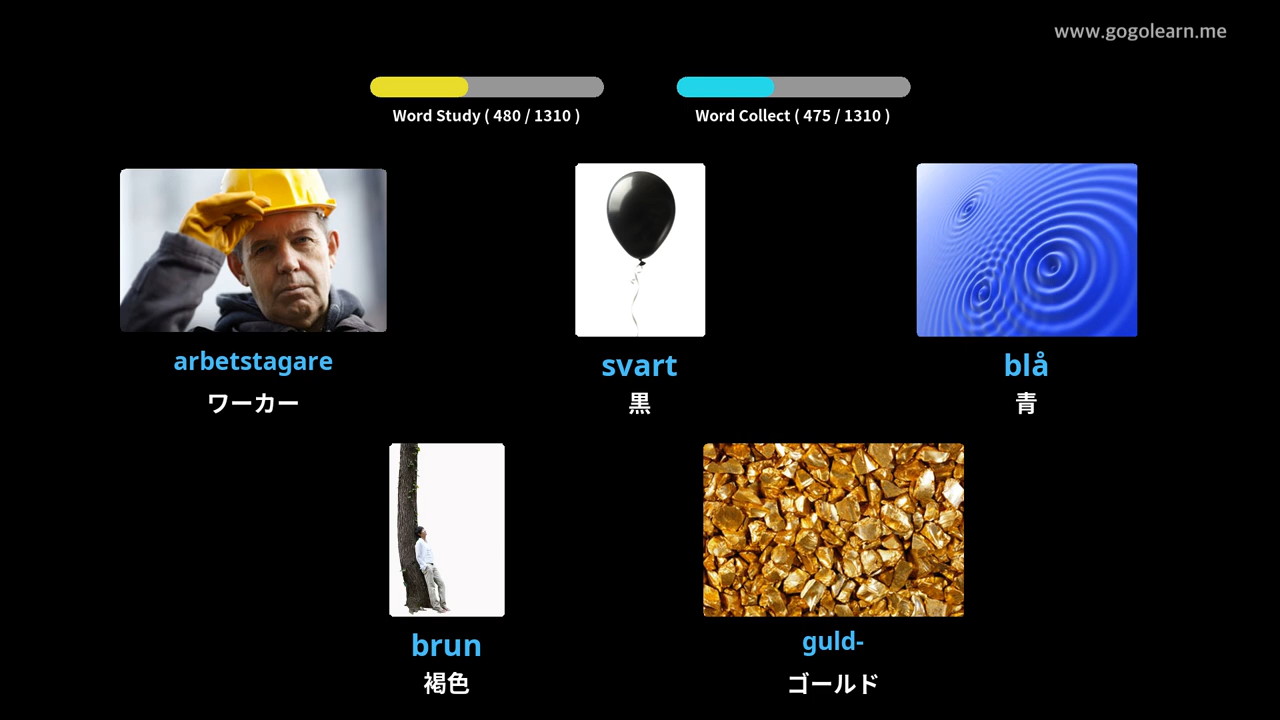 www.gogolearn.me
Word Study ( 480 / 1310 )
Word Collect ( 475 / 1310 )
arbetstagare
ワーカー
svart
黒
blå
青
brun
褐色
guld-
ゴールド